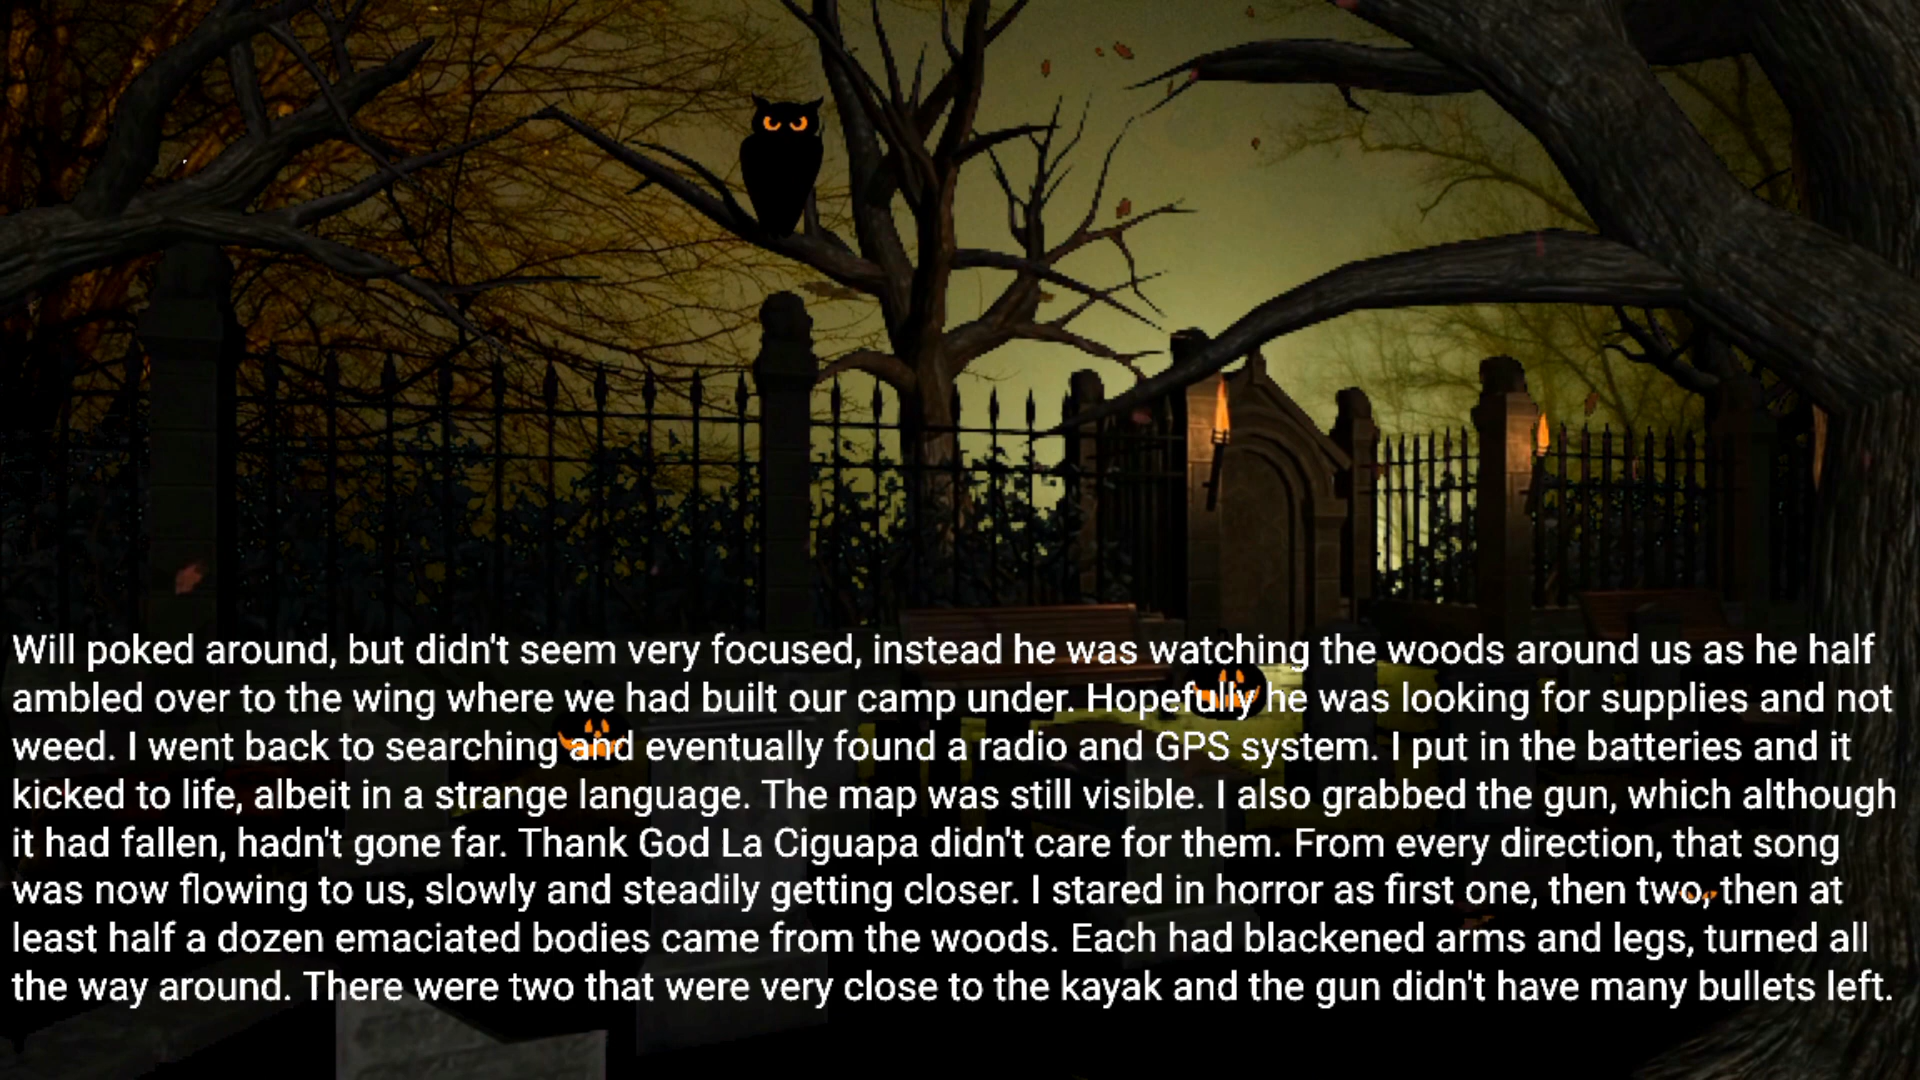 Will poked around, but didn't seem very focused, instead he was watching the woods around us as he half
ambled over to the wing where we had built our camp under. Hopefully he was looking for supplies and not
weed. I went back to searching and eventually found a radio and GPS system. I put in the batteries and it
kicked to life, albeit in a strange language. The map was still visible. I also grabbed the gun, which although
it had fallen, hadn't gone far. Thank God La Ciguapa didn't care for them. From every direction, that song
was now flowing to us, slowly and steadily getting closer. I stared in horror as first one, then two, then at
least half a dozen emaciated bodies came from the woods. Each had blackened arms and legs, turned all
the way around. There were two that were very close to the kayak and the gun didn't have many bullets left.